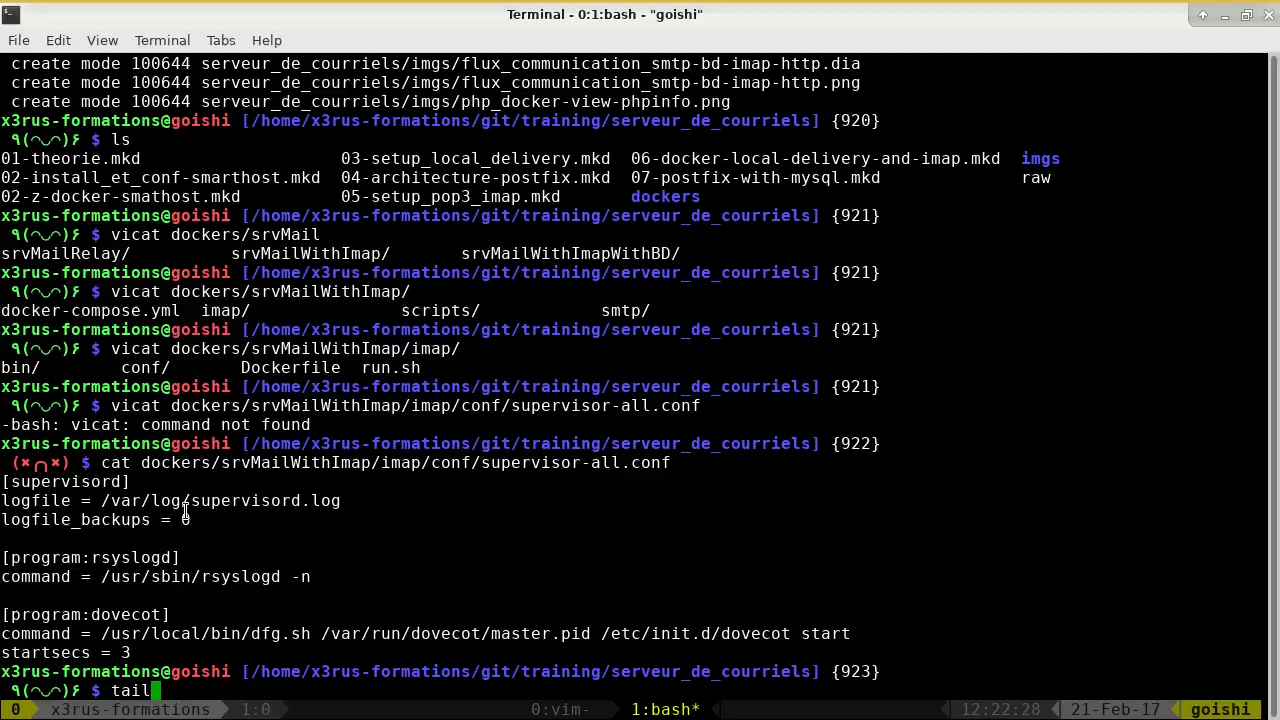 Terminal - 0:1:bash - "goishi"
File Edit View Terminal Tabs Help
 create mode 100644 serveur_de_courriels/imgs/flux_communication_smtp-bd-imap-http.dia
 create mode 100644 serveur_de_courriels/imgs/flux_communication_smtp-bd-imap-http.png
 create mode 100644 serveur_de_courriels/imgs/php_docker-view-phpinfo.png
x3rus-formations@goishi [/home/x3rus-formations/git/training/serveur_de_courriels] {920}
 ٩(◠◡◠)۶ $ ls
01-theorie.mkd                    03-setup_local_delivery.mkd  06-docker-local-delivery-and-imap.mkd  imgs
02-install_et_conf-smarthost.mkd  04-architecture-postfix.mkd  07-postfix-with-mysql.mkd              raw
02-z-docker-smathost.mkd          05-setup_pop3_imap.mkd       dockers
x3rus-formations@goishi [/home/x3rus-formations/git/training/serveur_de_courriels] {921}
 ٩(◠◡◠)۶ $ vicat dockers/srvMail
srvMailRelay/          srvMailWithImap/       srvMailWithImapWithBD/
x3rus-formations@goishi [/home/x3rus-formations/git/training/serveur_de_courriels] {921}
 ٩(◠◡◠)۶ $ vicat dockers/srvMailWithImap/
docker-compose.yml  imap/               scripts/            smtp/
x3rus-formations@goishi [/home/x3rus-formations/git/training/serveur_de_courriels] {921}
 ٩(◠◡◠)۶ $ vicat dockers/srvMailWithImap/imap/
bin/        conf/       Dockerfile  run.sh
x3rus-formations@goishi [/home/x3rus-formations/git/training/serveur_de_courriels] {921}
 ٩(◠◡◠)۶ $ vicat dockers/srvMailWithImap/imap/conf/supervisor-all.conf
-bash: vicat: command not found
x3rus-formations@goishi [/home/x3rus-formations/git/training/serveur_de_courriels] {922}
 (✖╭╮✖) $ cat dockers/srvMailWithImap/imap/conf/supervisor-all.conf
[supervisord]
logfile = /var/log/supervisord.log
logfile_backups = 0
[program:rsyslogd]
command = /usr/sbin/rsyslogd -n
[program:dovecot]
command = /usr/local/bin/dfg.sh /var/run/dovecot/master.pid /etc/init.d/dovecot start
startsecs = 3
x3rus-formations@goishi [/home/x3rus-formations/git/training/serveur_de_courriels] {923}
 ٩(◠◡◠)۶ $ tail
0 x3rus-formations 1:0 0:vim- 1:bash* 12:22:28 21-Feb-17 goishi